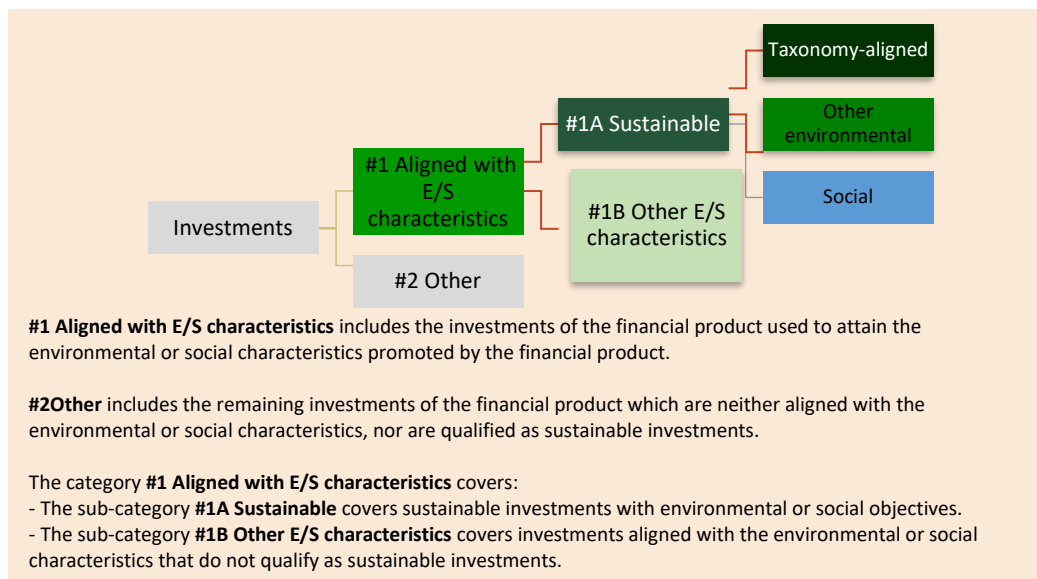 Taxonomy-aligned
#1A Sustainable
Other
environmental
#1 Aligned with
E/S
characteristics
Social
#1B Other E/S
characteristics
Investments
#2 Other
#1 Aligned with E/S characteristics includes the investments of the financial product used to attain the
environmental or social characteristics promoted by the financial product.
#2Other includes the remaining investments of the financial product which are neither aligned with the
environmental or social characteristics, nor are qualified as sustainable investments.
The category #1 Aligned with E/S characteristics covers:
- The sub-category #1A Sustainable covers sustainable investments with environmental or social objectives.
- The sub-category #1B Other E/S characteristics covers investments aligned with the environmental or social
characteristics that do not qualify as sustainable investments.